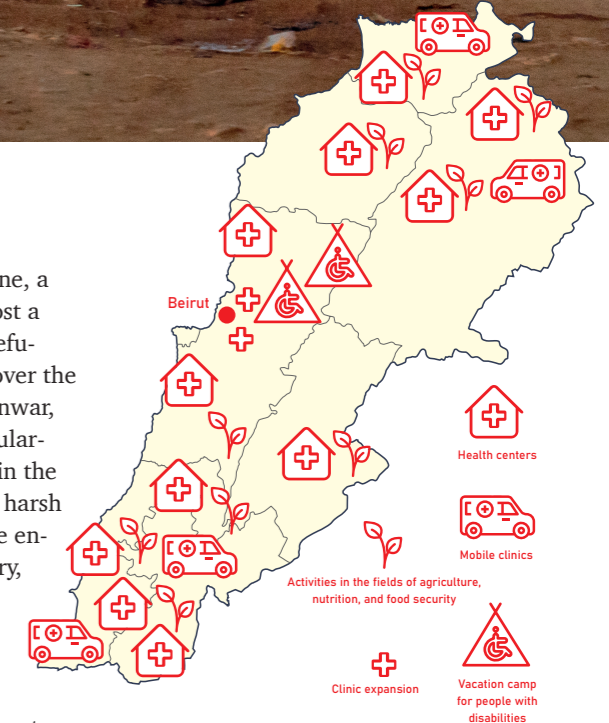 ne, a
ost a
efu-
over the
nwar,
ular-
in the
harsh
e en-
ry,
Beirut
Health centers
Mobile clinics
Activities in the fields of agriculture,
nutrition, and food security
Clinic expansion
Vacation camp
for people with
disabilities